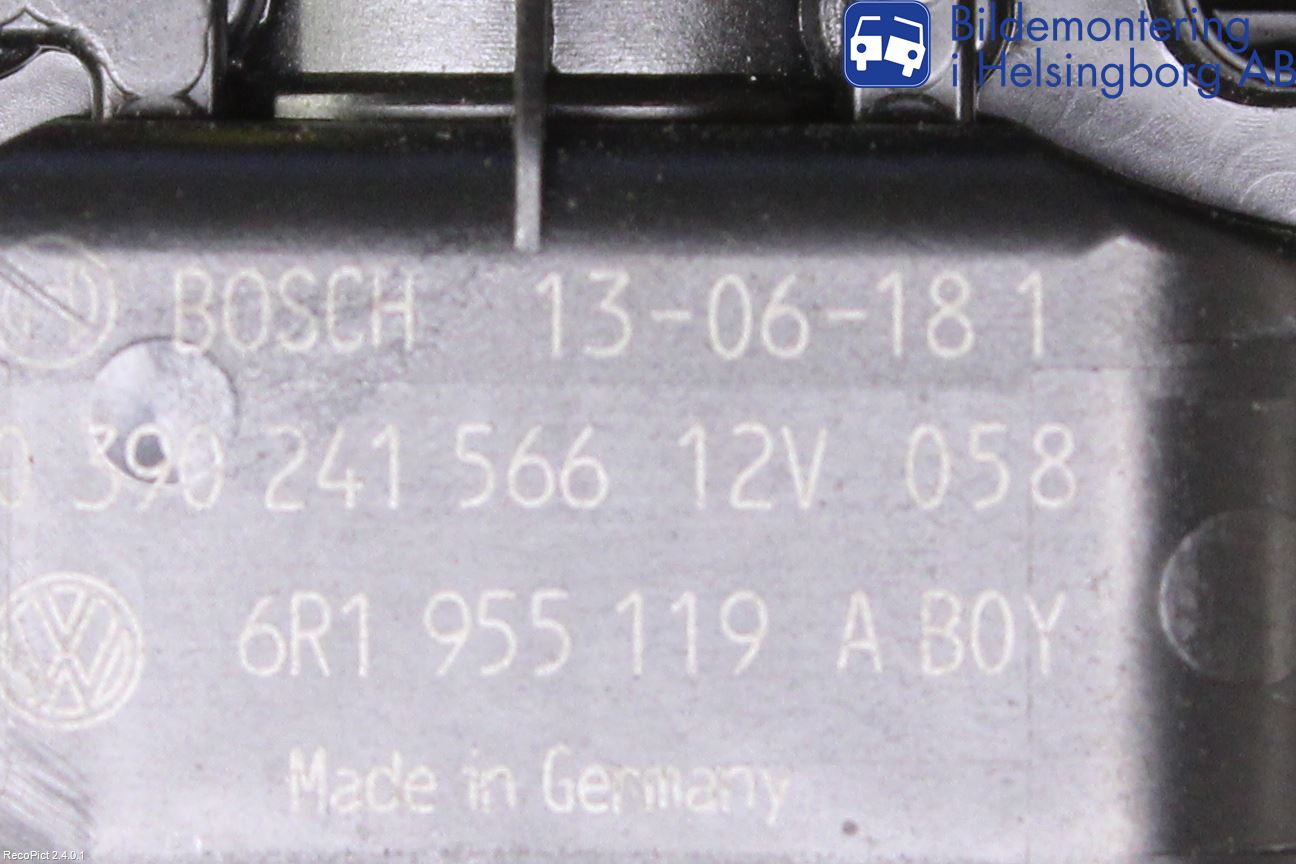 Bildemontering
i Helsingborg AB
BOSCH 13-06-18 1
0 390 241 566 12V 058
6R1 955 119 A B0Y
Made in Germany
RecoPict 2.4.0.1